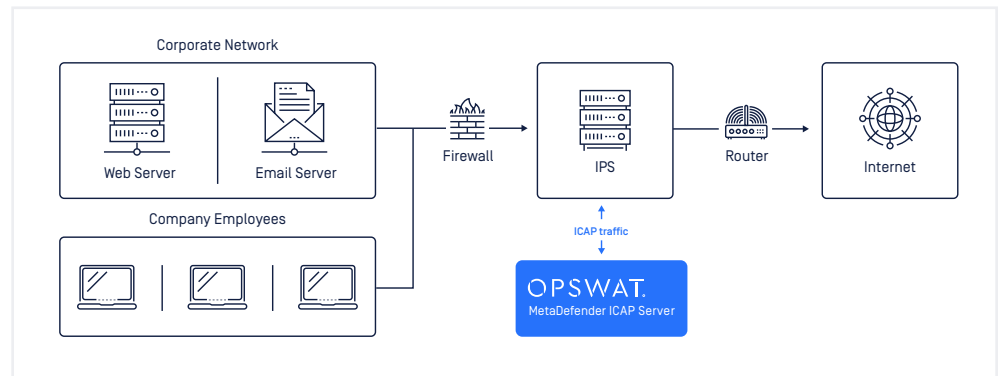 Corporate Network
Web Server
Email Server
Firewall
IPS
Router
Internet
Company Employees
ICAP traffic
OPSWAT.
MetaDefender ICAP Server